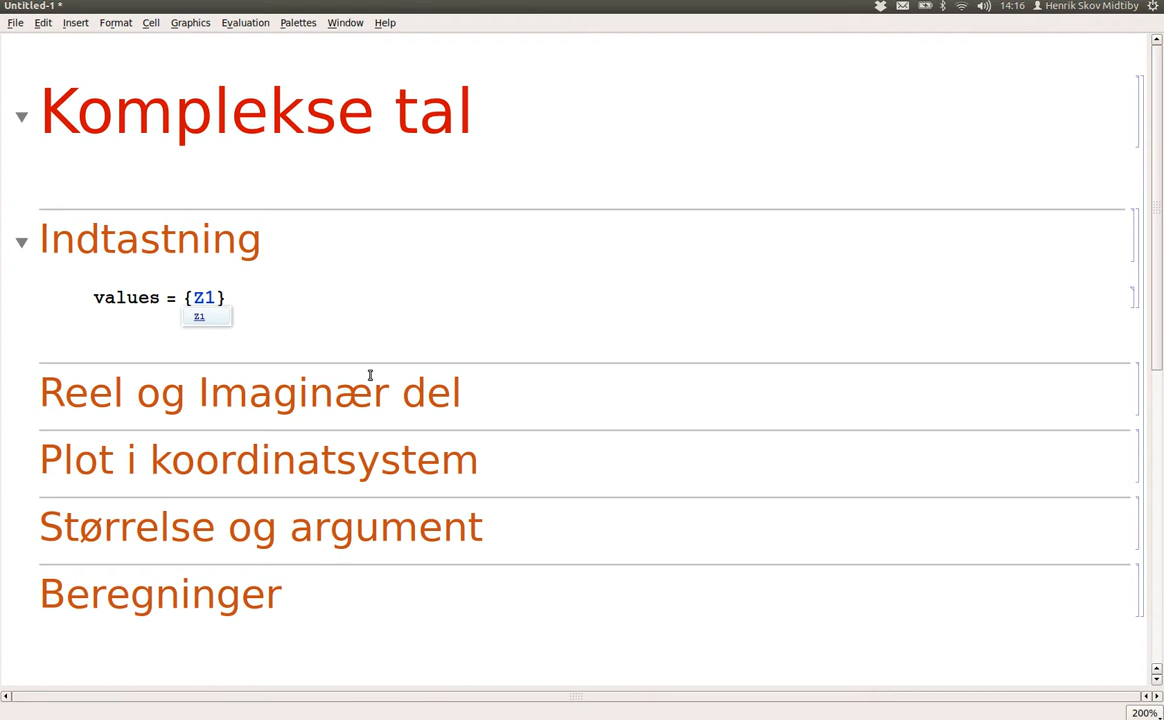 Untitled-1 *
14:16 Henrik Skov Midtiby
File Edit Insert Format Cell Graphics Evaluation Palettes Window Help
Komplekse tal
Indtastning
values = {Z1}
Z1
Reel og Imaginær del
Plot i koordinatsystem
Størrelse og argument
Beregninger
200%